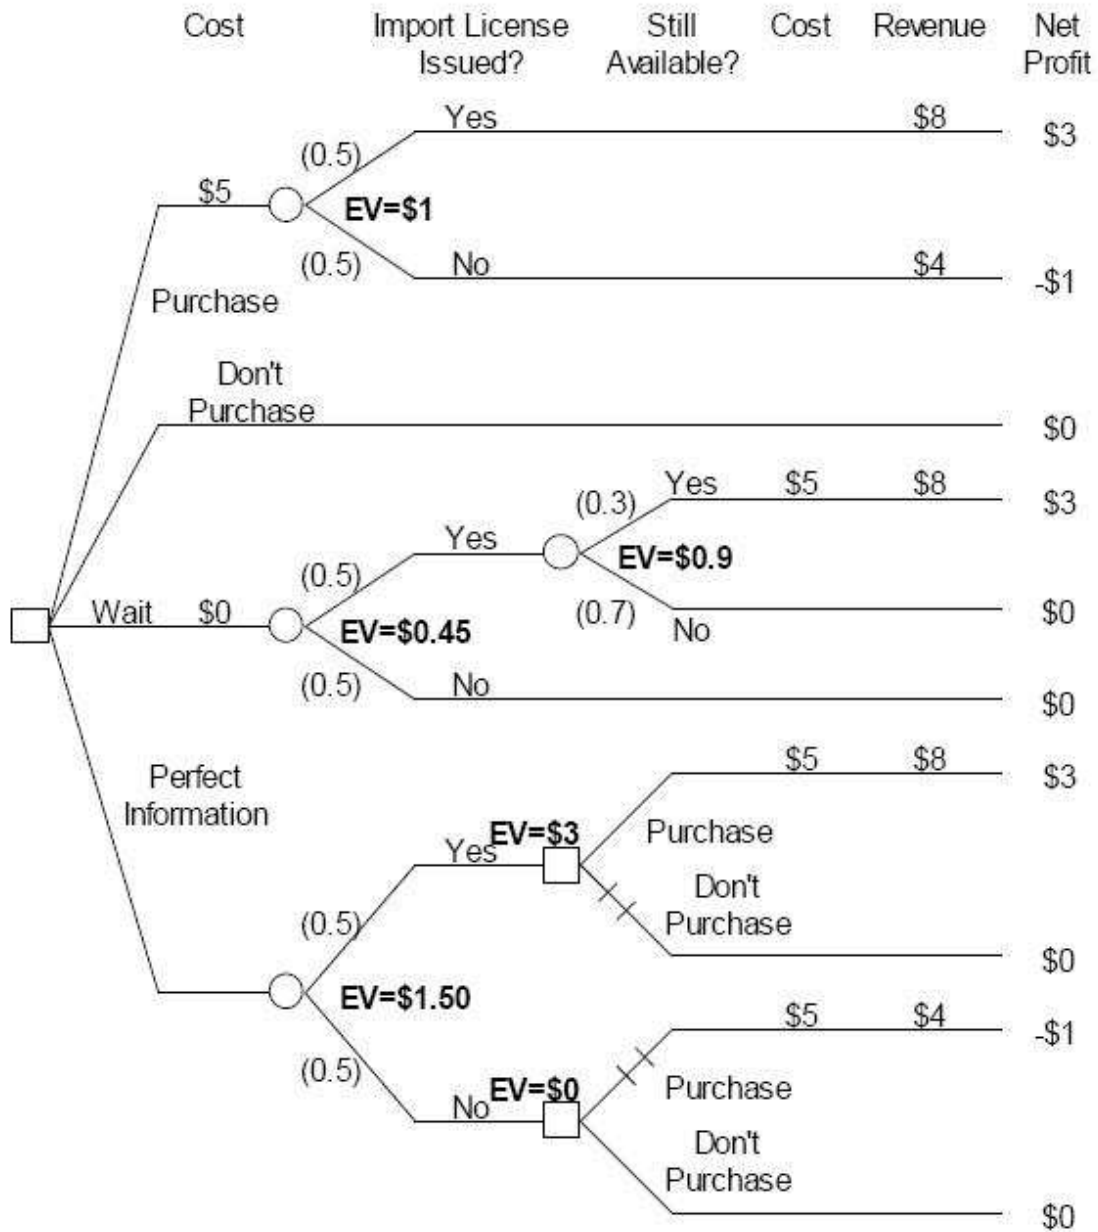 Cost Import License Issued? Still Available? Cost Revenue Net Profit
Yes $8 $3
(0.5)
$5
EV=$1
(0.5) No $4 -$1
Purchase
Don't
Purchase
$0
Yes $5 $8 $3
(0.3)
Yes
EV=$0.9
(0.5)
Wait $0
(0.7) No $0
EV=$0.45
(0.5) No
$0
$5 $8 $3
Perfect
Information
EV=$3 Purchase
Yes
Don't
Purchase
(0.5)
$0
EV=$1.50
$5 $4 -$1
(0.5)
EV=$0 Purchase
No
Don't
Purchase
$0